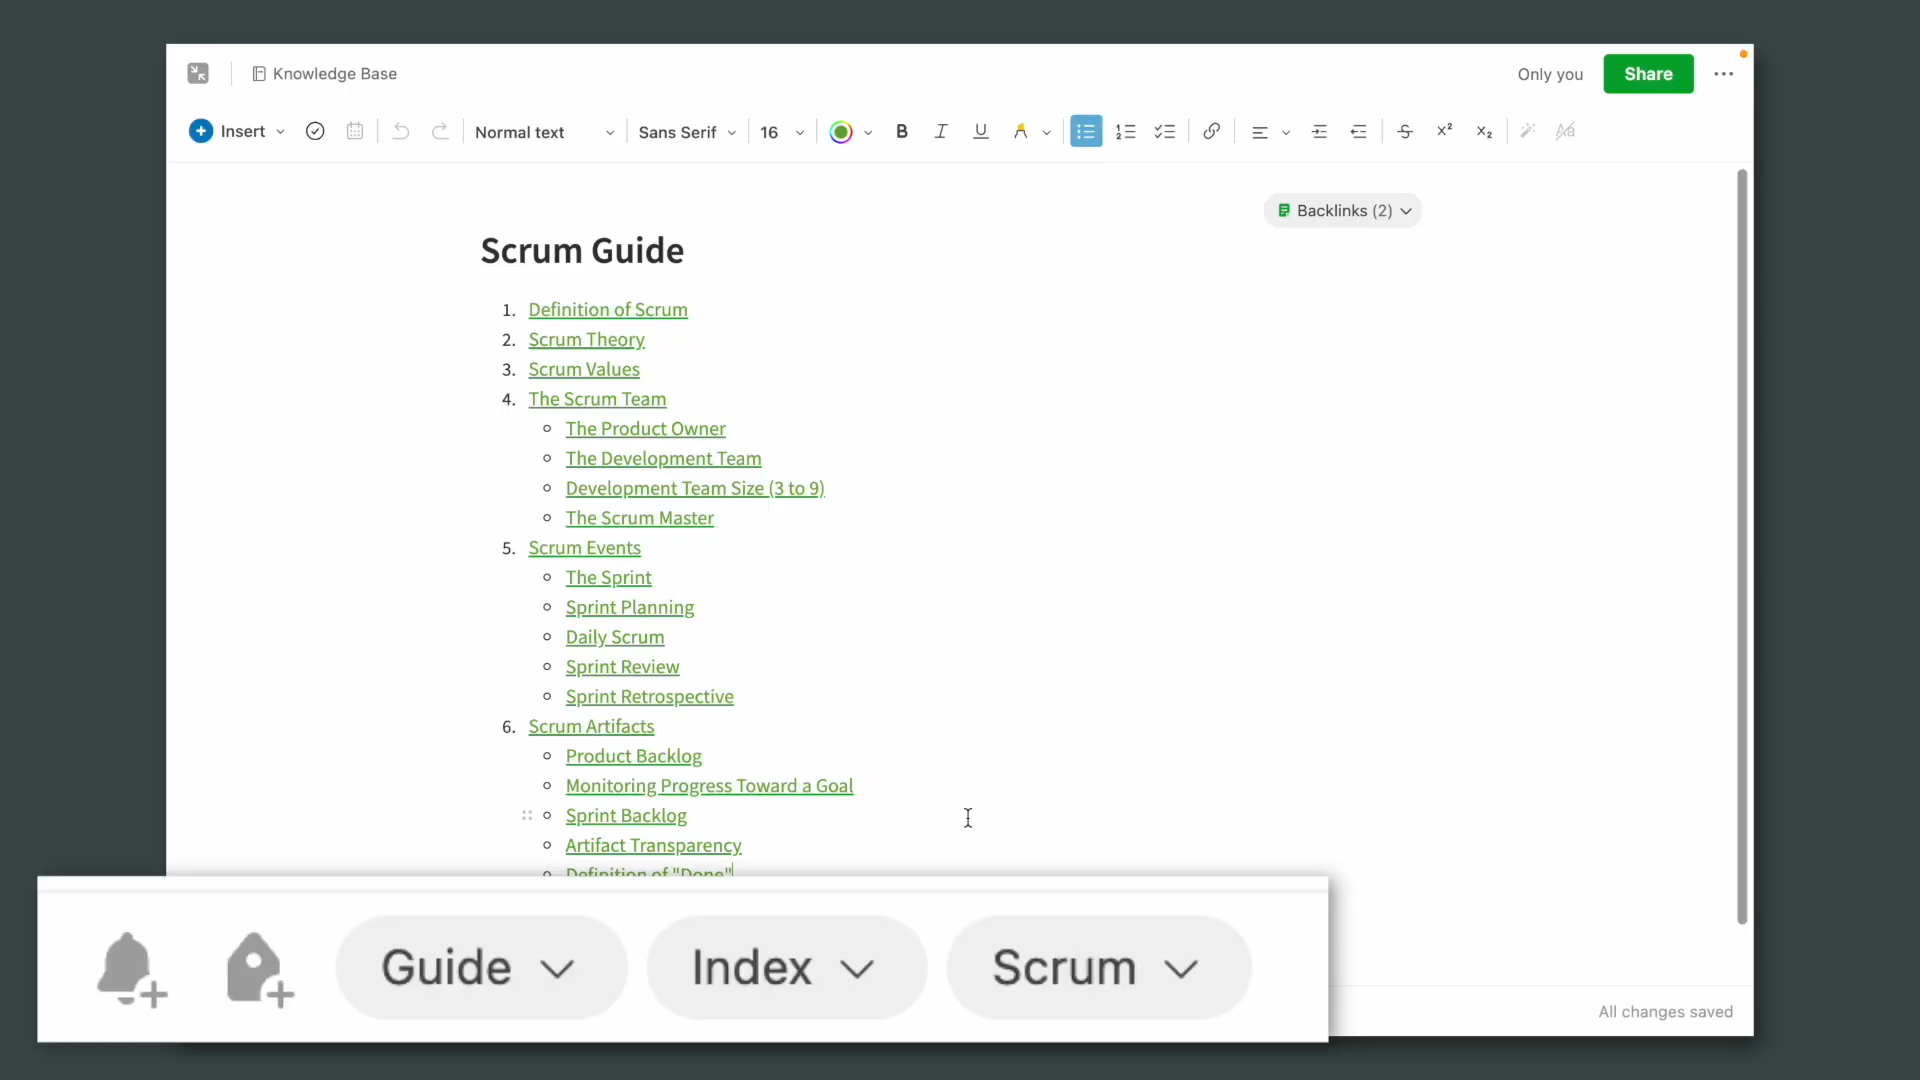 Knowledge Base
Only you
Share
Insert
Normal text
Sans Serif
16
B I U
Backlinks (2)
Scrum Guide
1. Definition of Scrum
2. Scrum Theory
3. Scrum Values
4. The Scrum Team
The Product Owner
The Development Team
Development Team Size (3 to 9)
The Scrum Master
5. Scrum Events
The Sprint
Sprint Planning
Daily Scrum
Sprint Review
Sprint Retrospective
6. Scrum Artifacts
Product Backlog
Monitoring Progress Toward a Goal
Sprint Backlog
Artifact Transparency
Definition of "Done"
Guide
Index
Scrum
All changes saved